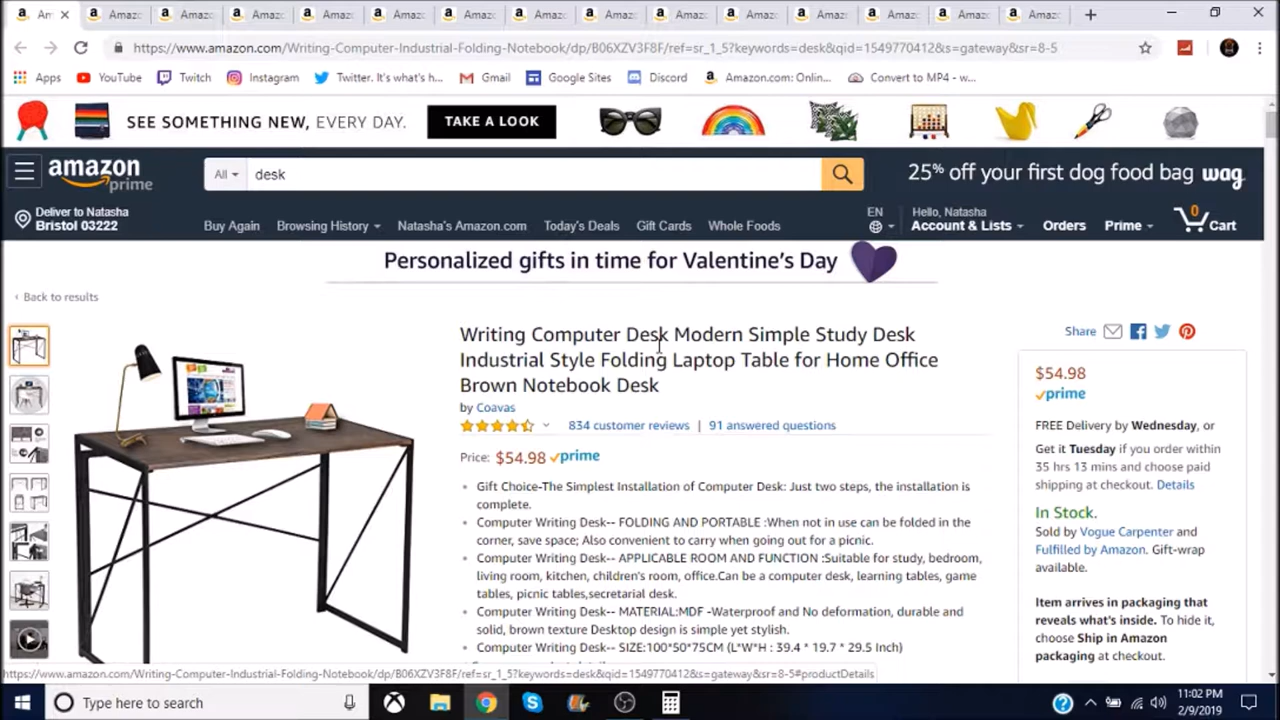 Am
Amazc
Amazc
Amazc
Amazc
Amazc
Amazc
Amazc
Amazc
Amazc
Amazc
Amazc
Amazc
Amazc
Amazc
https://www.amazon.com/Writing-Computer-Industrial-Folding-Notebook/dp/B06XZV3F8F/ref=sr_1_5?keywords=desk&qid=1549770412&s=gateway&sr=8-5
Apps YouTube Twitch Instagram Twitter. It's what's h... Gmail Google Sites Discord Amazon.com: Onlin... Convert to MP4 - w...
SEE SOMETHING NEW, EVERY DAY. TAKE A LOOK
amazon prime
All desk
25% off your first dog food bag wag
Deliver to Natasha
Bristol 03222
Buy Again Browsing History Natasha's Amazon.com Today's Deals Gift Cards Whole Foods
EN
Hello, Natasha
Account & Lists Orders Prime
0
Cart
Personalized gifts in time for Valentine's Day
‹ Back to results
Writing Computer Desk Modern Simple Study Desk
Industrial Style Folding Laptop Table for Home Office
Brown Notebook Desk
by Coavas
834 customer reviews | 91 answered questions
Price: $54.98 prime
Gift Choice-The Simplest Installation of Computer Desk: Just two steps, the installation is
complete.
Computer Writing Desk-- FOLDING AND PORTABLE :When not in use can be folded in the
corner, save space; Also convenient to carry when going out for a picnic.
Computer Writing Desk-- APPLICABLE ROOM AND FUNCTION :Suitable for study, bedroom,
living room, kitchen, children's room, office.Can be a computer desk, learning tables, game
tables, picnic tables,secretarial desk.
Computer Writing Desk-- MATERIAL:MDF -Waterproof and No deformation, durable and
solid, brown texture Desktop design is simple yet stylish.
Computer Writing Desk-- SIZE:100*50*75CM (L*W*H : 39.4 * 19.7 * 29.5 Inch)
Share
$54.98
prime
FREE Delivery by Wednesday, or
Get it Tuesday if you order within
35 hrs 13 mins and choose paid
shipping at checkout. Details
In Stock.
Sold by Vogue Carpenter and
Fulfilled by Amazon. Gift-wrap
available.
Item arrives in packaging that
reveals what's inside. To hide it,
choose Ship in Amazon
packaging at checkout.
https://www.amazon.com/Writing-Computer-Industrial-Folding-Notebook/dp/B06XZV3F8F/ref=sr_1_5?keywords=desk&qid=1549770412&s=gateway&sr=8-5#productDetails
Type here to search
11:02 PM
2/9/2019